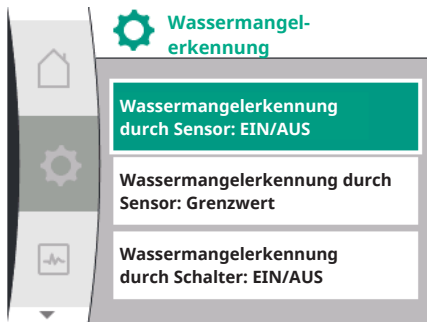 Wassermangel-
erkennung
Wassermangelerkennung
durch Sensor: EIN/AUS
Wassermangelerkennung durch
Sensor: Grenzwert
Wassermangelerkennung
durch Schalter: EIN/AUS